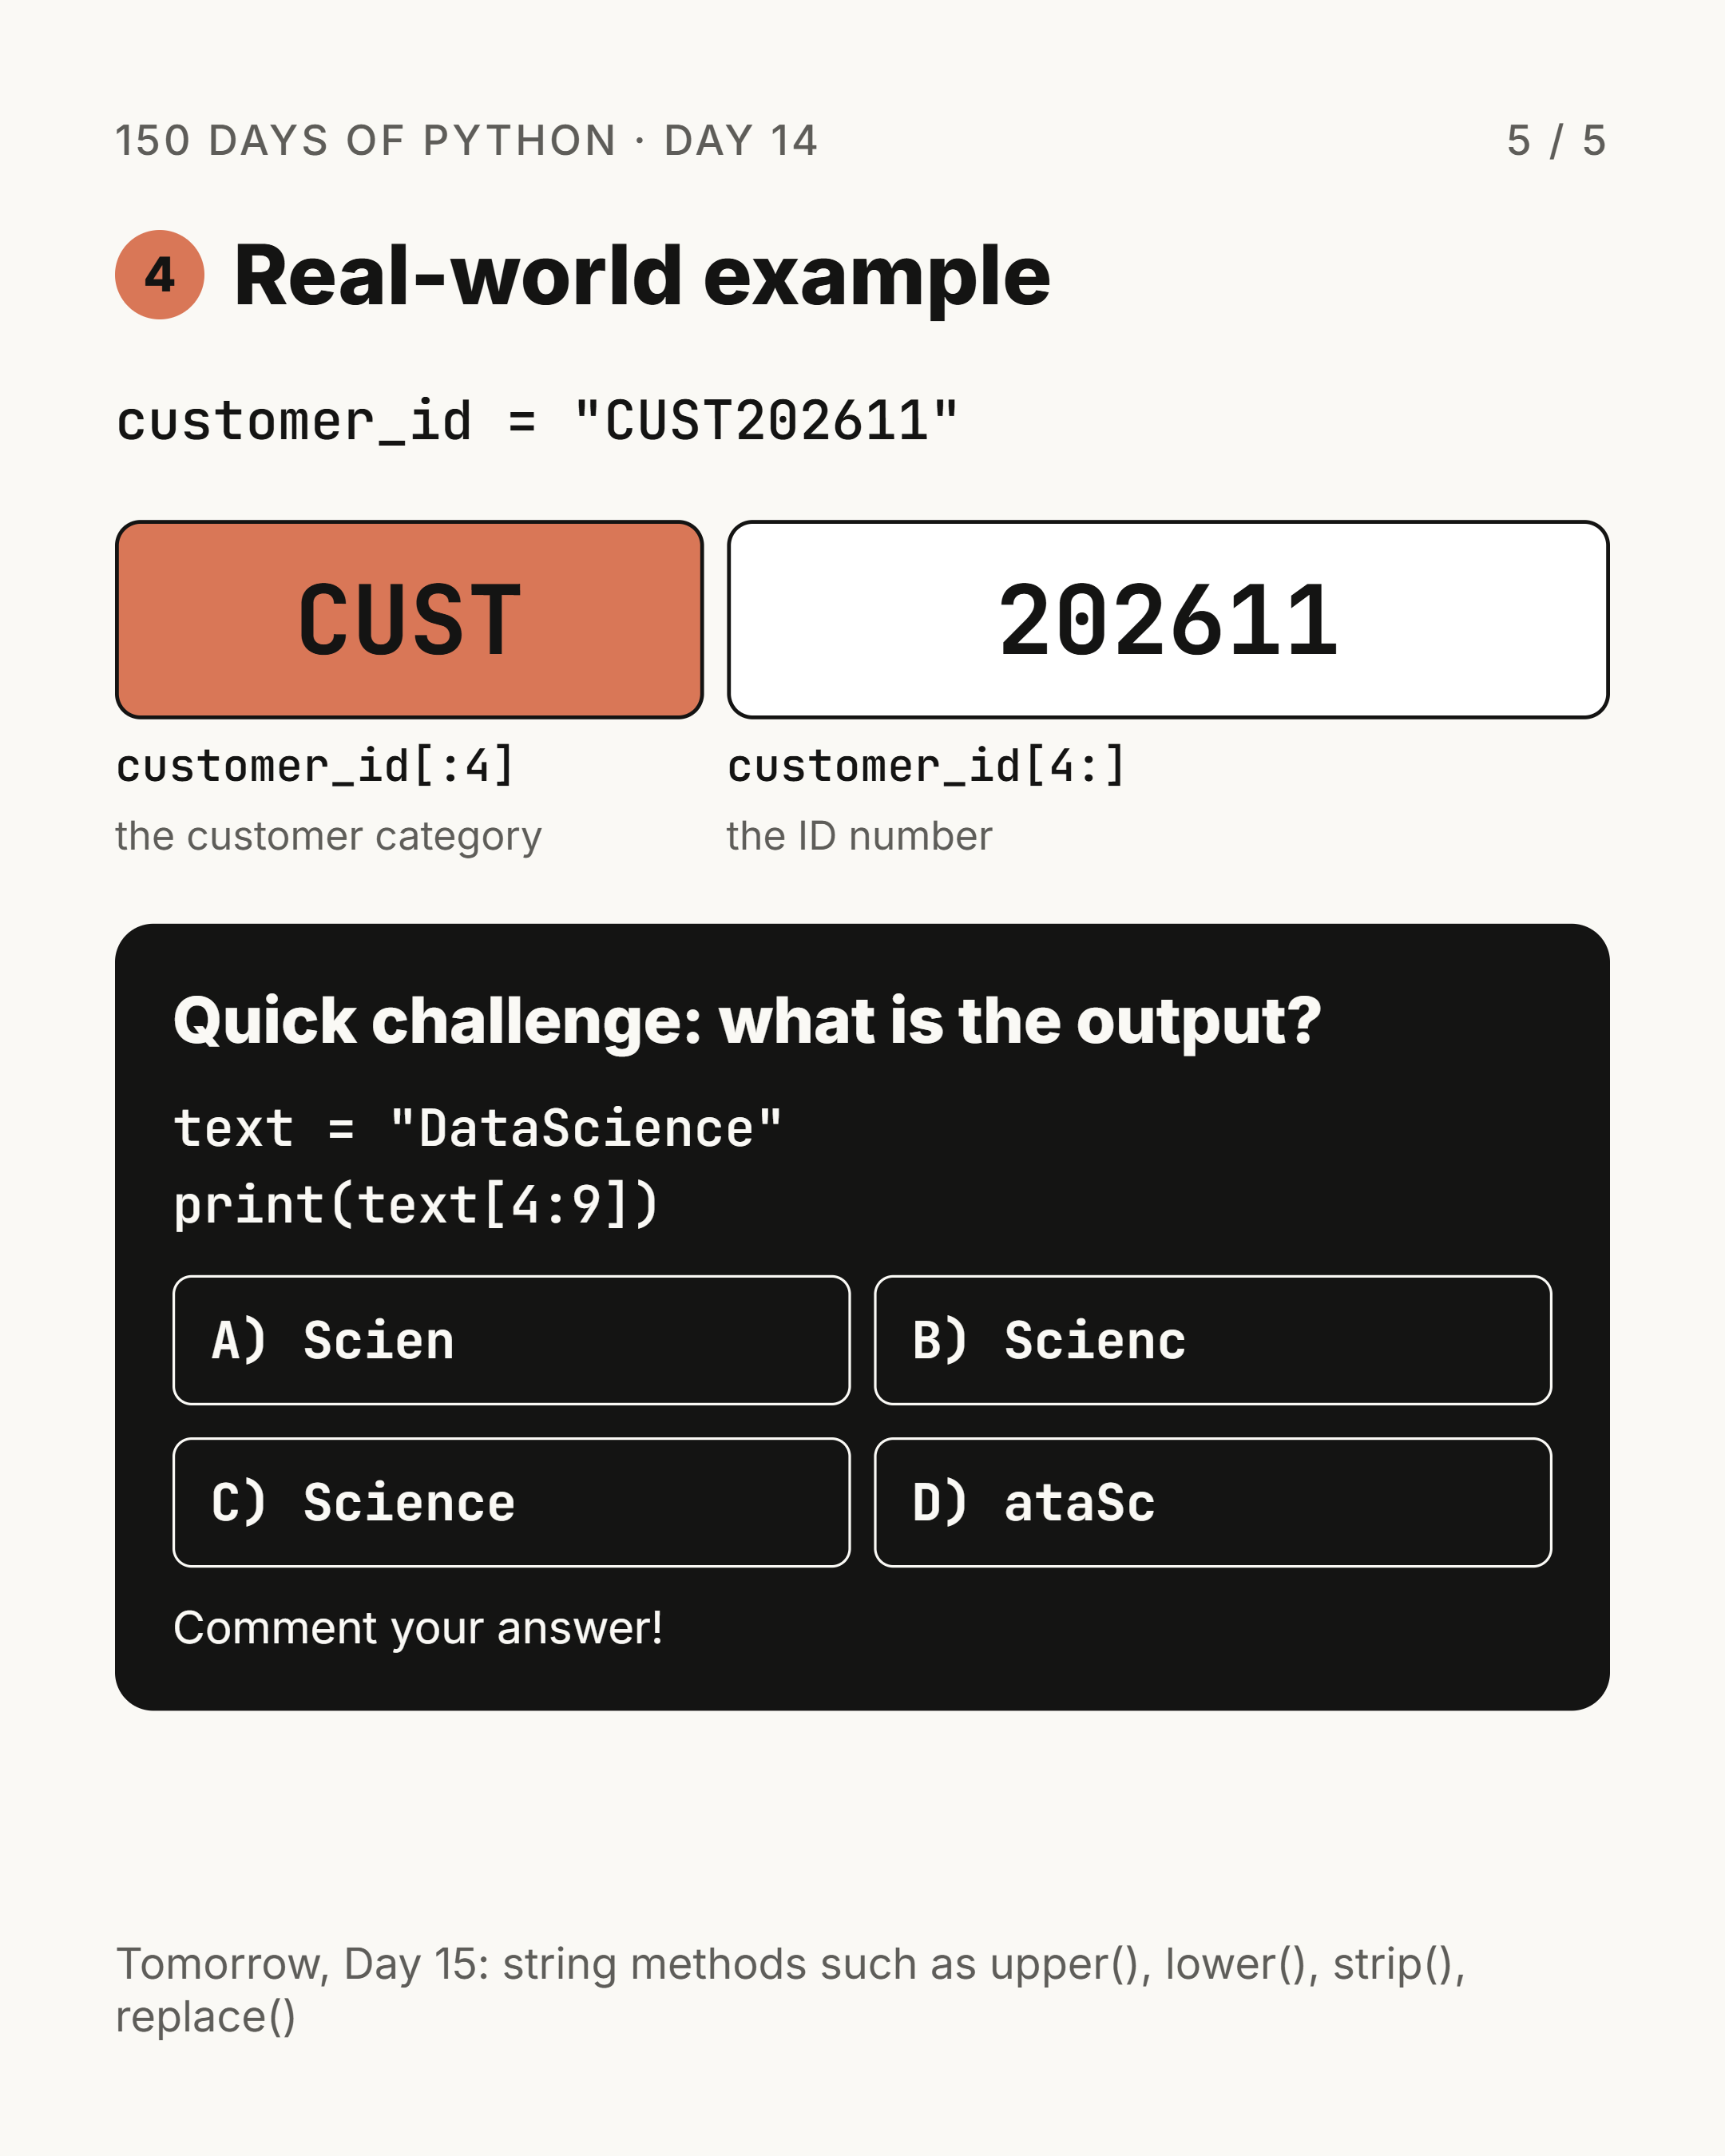 150 DAYS OF PYTHON · DAY 14
5 / 5
4 Real-world example
customer_id = "CUST202611"
CUST
202611
customer_id[:4]
customer_id[4:]
the customer category
the ID number
Quick challenge: what is the output?
text = "DataScience"
print(text[4:9])
A) Scien
B) Scienc
C) Science
D) ataSc
Comment your answer!
Tomorrow, Day 15: string methods such as upper(), lower(), strip(),
replace()